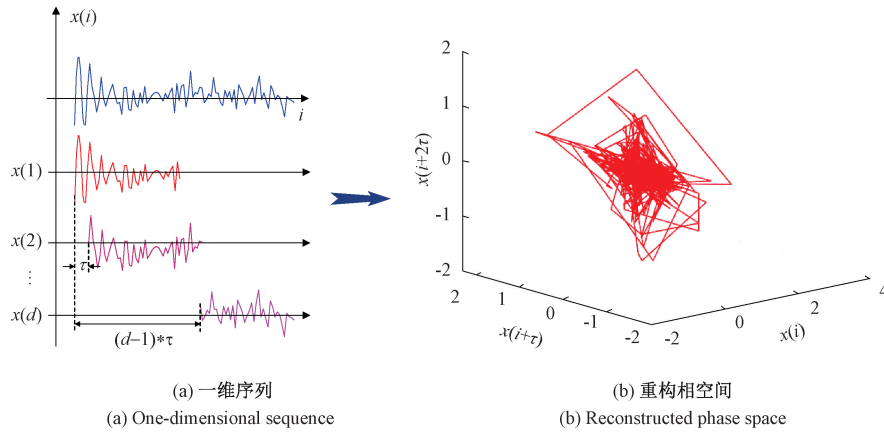 x(i)
i
x(1)
x(2)
τ
⋮
x(d)
(d−1)*τ
(a) 一维序列
(a) One-dimensional sequence
2
1
0
-1
-2
x(i+2τ)
2
1
0
-1
-2
x(i+τ)
-2
0
2
4
x(i)
(b) 重构相空间
(b) Reconstructed phase space